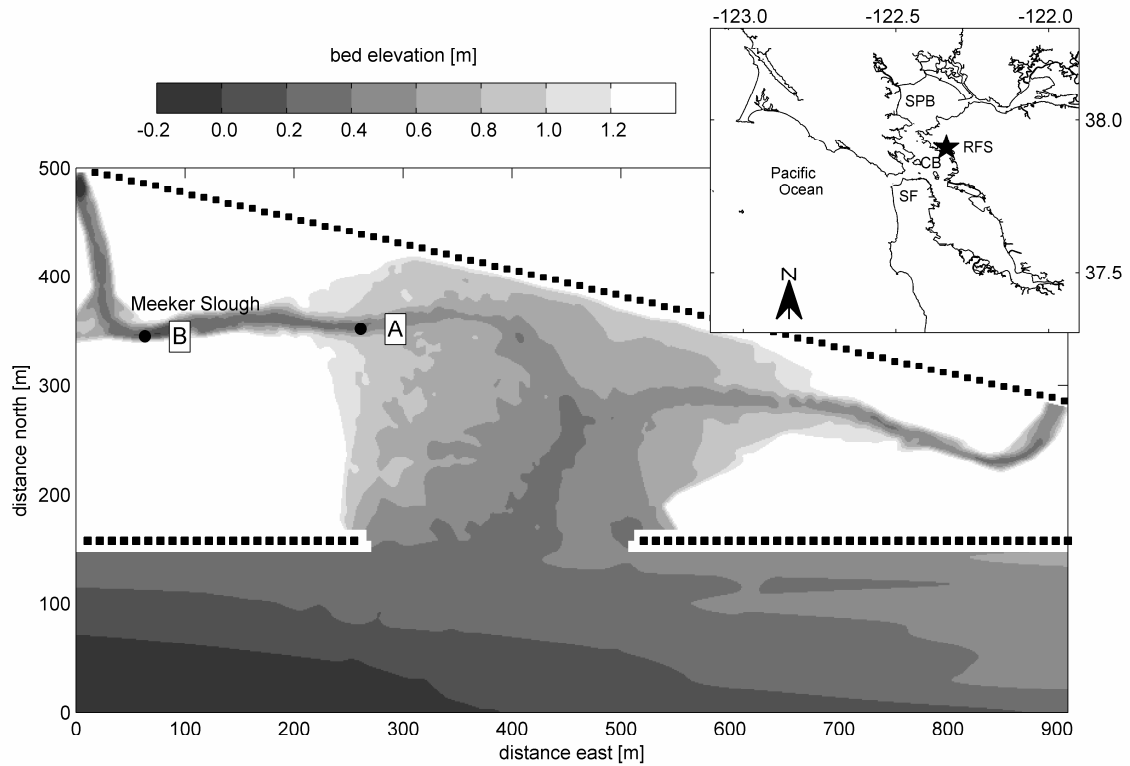 bed elevation [m]
-0.2 0.0 0.2 0.4 0.6 0.8 1.0 1.2
-123.0 -122.5 -122.0
SPB
38.0
RFS
CB
Pacific
Ocean
SF
N
37.5
500
400
300
200
100
0
distance north [m]
Meeker Slough
B
A
0 100 200 300 400 500 600 700 800 900
distance east [m]